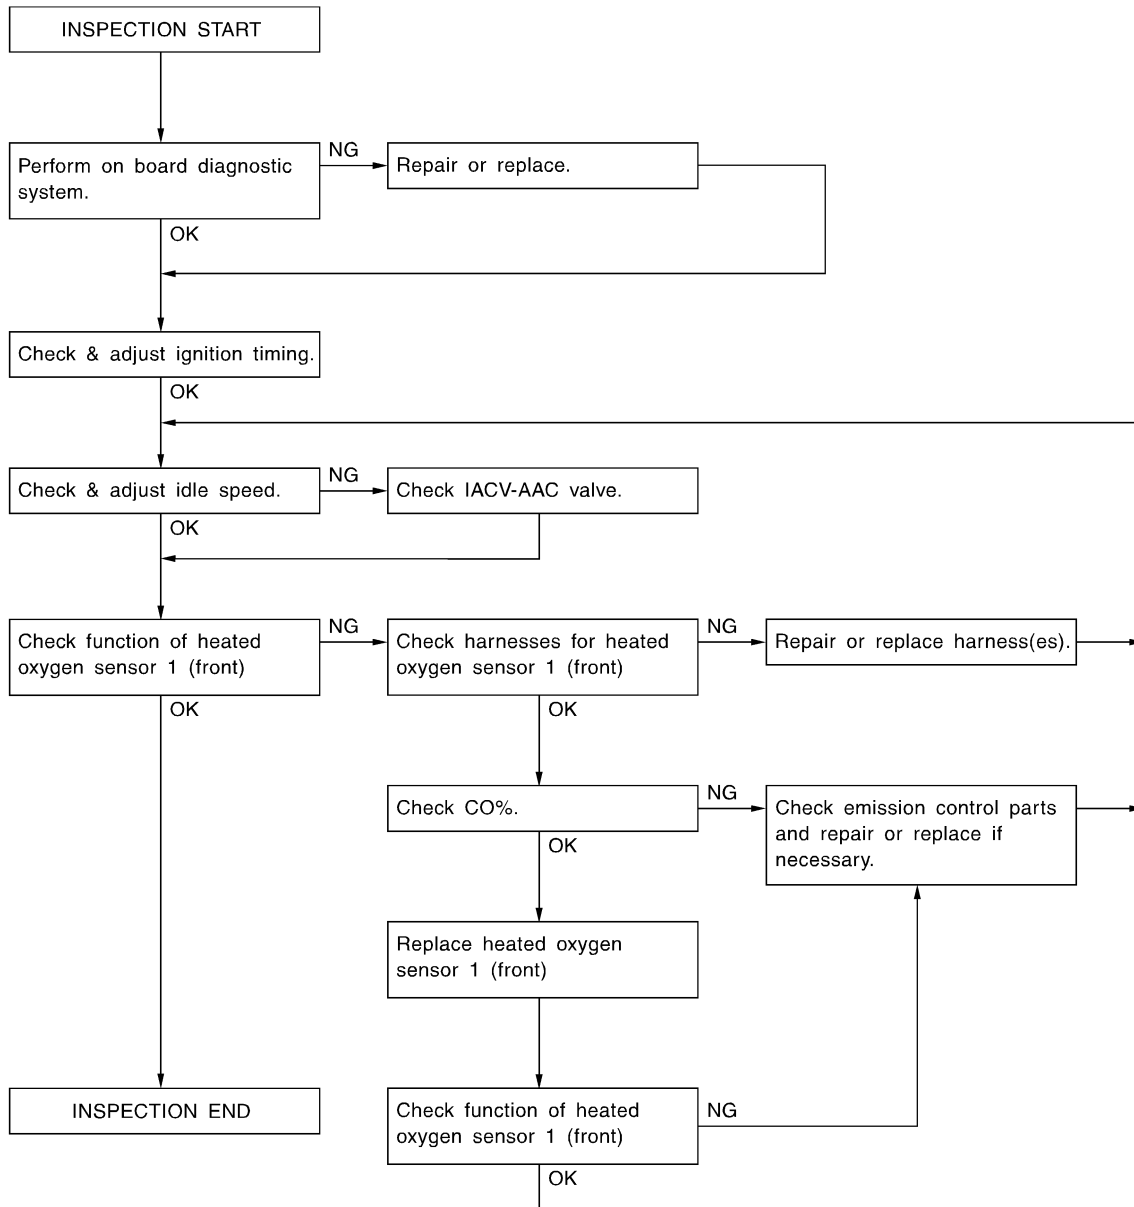 INSPECTION START
Perform on board diagnostic
system.
NG
Repair or replace.
OK
Check & adjust ignition timing.
OK
Check & adjust idle speed.
NG
Check IACV-AAC valve.
OK
Check function of heated
oxygen sensor 1 (front)
NG
Check harnesses for heated
oxygen sensor 1 (front)
NG
Repair or replace harness(es).
OK
OK
Check CO%.
NG
Check emission control parts
and repair or replace if
necessary.
OK
Replace heated oxygen
sensor 1 (front)
INSPECTION END
Check function of heated
oxygen sensor 1 (front)
NG
OK